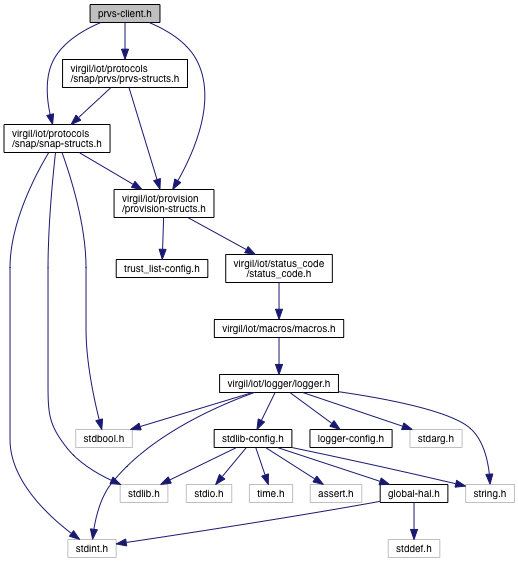 prvs-client.h
virgil/iot/protocols
/snap/prvs/prvs-structs.h
virgil/iot/protocols
/snap/snap-structs.h
virgil/iot/provision
/provision-structs.h
trust_list-config.h
virgil/iot/status_code
/status_code.h
virgil/iot/macros/macros.h
virgil/iot/logger/logger.h
stdbool.h
stdlib-config.h
logger-config.h
stdarg.h
stdlib.h
stdio.h
time.h
assert.h
global-hal.h
string.h
stdint.h
stddef.h